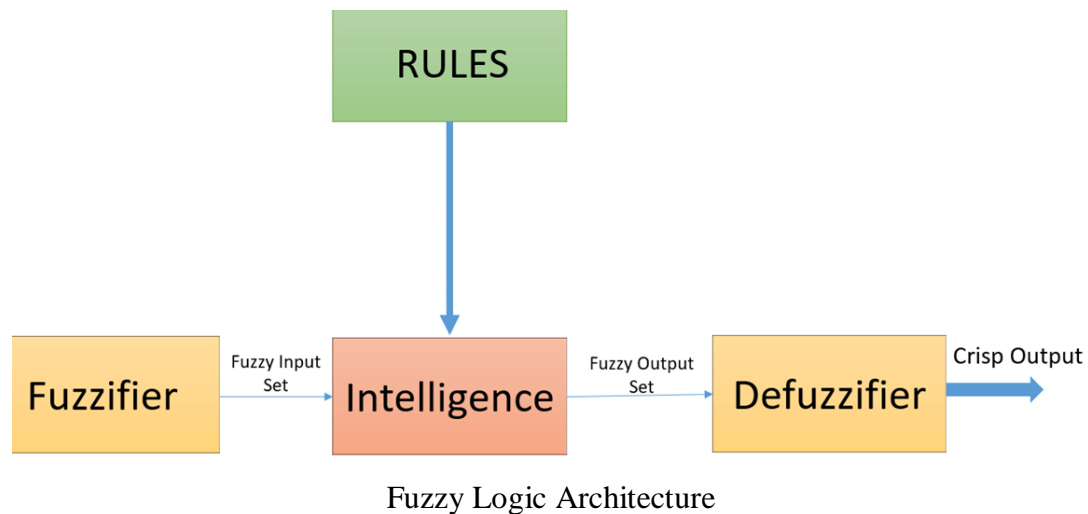 RULES
Fuzzifier
Fuzzy Input
Set
Intelligence
Fuzzy Output
Set
Defuzzifier
Crisp Output
Fuzzy Logic Architecture